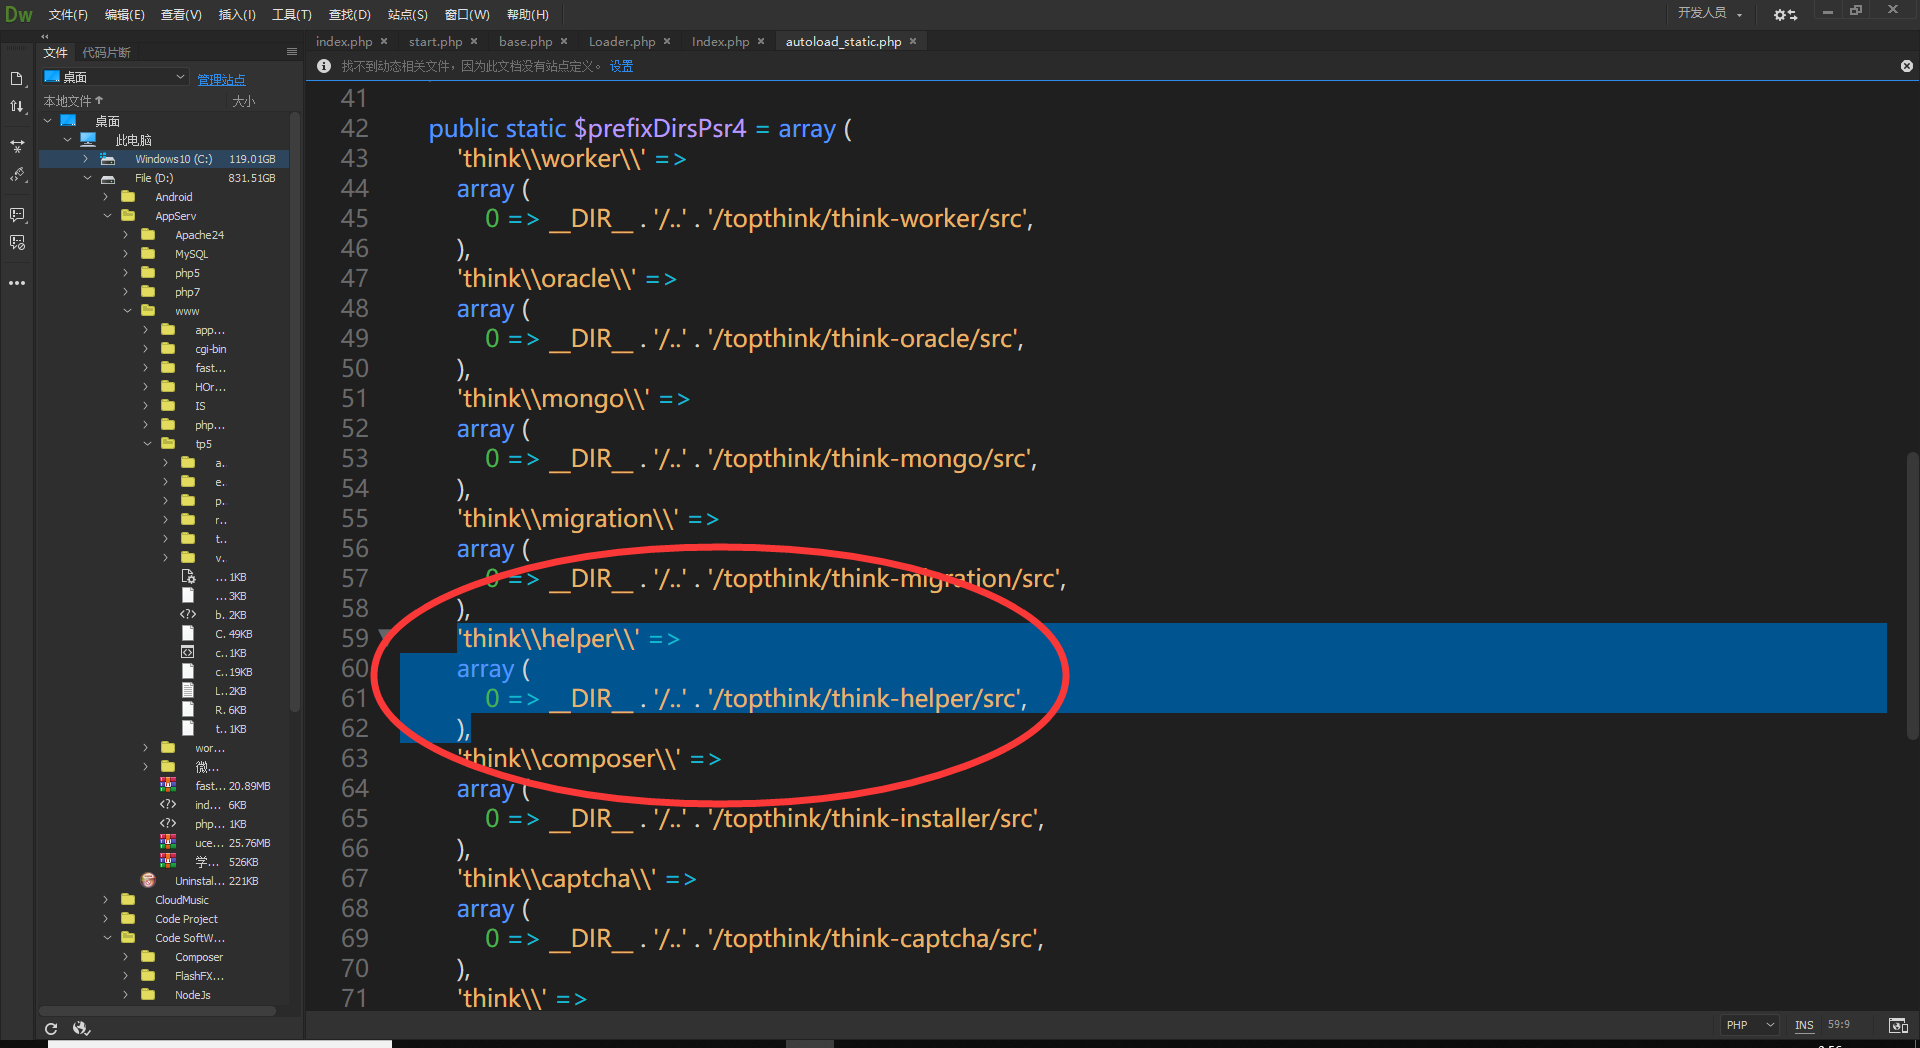 Dw 文件(F) 编辑(E) 查看(V) 插入(I) 工具(T) 查找(D) 站点(S) 窗口(W) 帮助(H) 开发人员
文件 代码片断
桌面 管理站点
本地文件 大小
桌面
此电脑
Windows10 (C:) 119.01GB
File (D:) 831.51GB
Android
AppServ
Apache24
MySQL
php5
php7
www
app...
cgi-bin
fast...
HOr...
IS
php...
tp5
a..
e..
p..
r..
t..
v..
... 1KB
... 3KB
b. 2KB
C. 49KB
c... 1KB
c... 19KB
L... 2KB
R. 6KB
t... 1KB
wor...
微...
fast... 20.89MB
ind... 6KB
php... 1KB
uce... 25.76MB
学... 526KB
Uninstal... 221KB
CloudMusic
Code Project
Code SoftW...
Composer
FlashFX...
NodeJs
index.php start.php base.php Loader.php Index.php autoload_static.php
找不到动态相关文件，因为此文档没有站点定义。 设置
41
42 public static $prefixDirsPsr4 = array (
43 'think\\worker\\' =>
44 array (
45 0 => __DIR__ . '/..' . '/topthink/think-worker/src',
46 ),
47 'think\\oracle\\' =>
48 array (
49 0 => __DIR__ . '/..' . '/topthink/think-oracle/src',
50 ),
51 'think\\mongo\\' =>
52 array (
53 0 => __DIR__ . '/..' . '/topthink/think-mongo/src',
54 ),
55 'think\\migration\\' =>
56 array (
57 0 => __DIR__ . '/..' . '/topthink/think-migration/src',
58 ),
59 'think\\helper\\' =>
60 array (
61 0 => __DIR__ . '/..' . '/topthink/think-helper/src',
62 ),
63 'think\\composer\\' =>
64 array (
65 0 => __DIR__ . '/..' . '/topthink/think-installer/src',
66 ),
67 'think\\captcha\\' =>
68 array (
69 0 => __DIR__ . '/..' . '/topthink/think-captcha/src',
70 ),
71 'think\\' =>
PHP INS 59:9